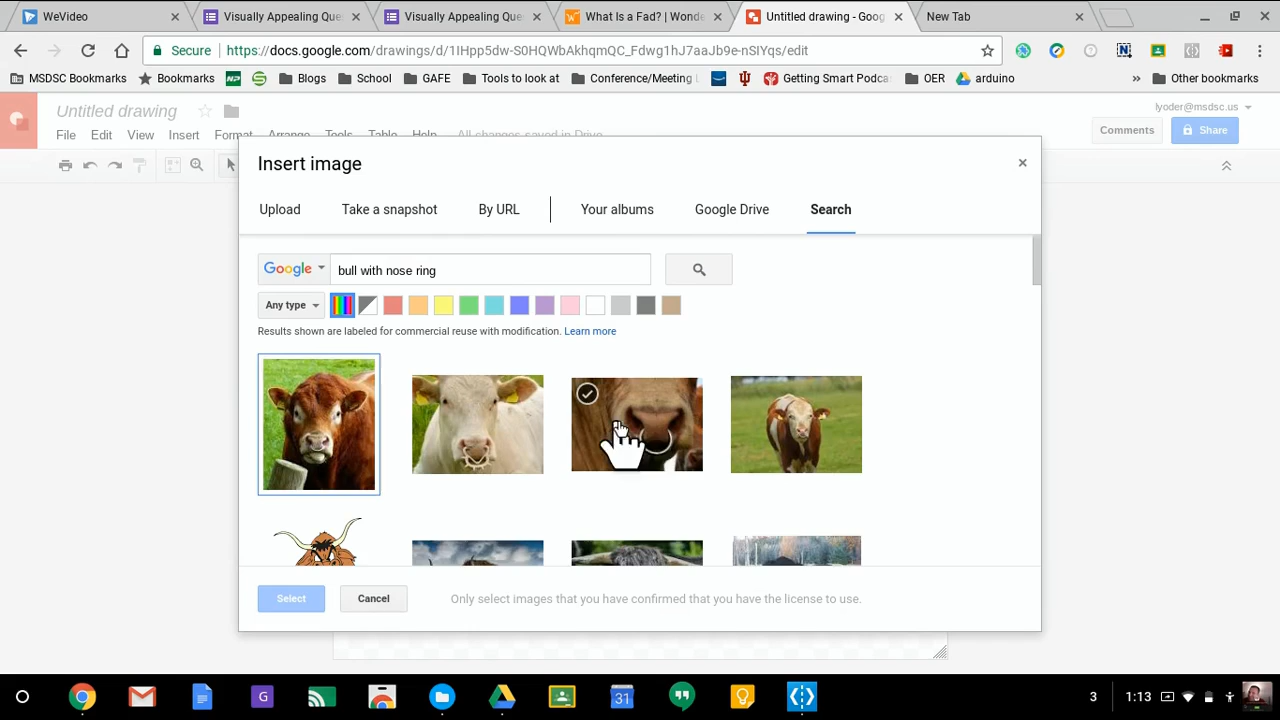 WeVideo
Visually Appealing Que
Visually Appealing Que
What Is a Fad? | Wonde
Untitled drawing - Goog
New Tab
Secure
https://docs.google.com/drawings/d/1IHpp5dw-S0HQWbAkhqmQC_Fdwg1hJ7aaJb9e-nSIYqs/edit
MSDSC Bookmarks
Bookmarks
Blogs
School
GAFE
Tools to look at
Conference/Meeting
Getting Smart Podca
OER
arduino
Other bookmarks
Untitled drawing
lyoder@msdsc.us
File Edit View Insert Format Arrange Tools Table Help All changes saved in Drive
Comments
Share
Insert image
Upload
Take a snapshot
By URL
Your albums
Google Drive
Search
Google
bull with nose ring
Any type
Results shown are labeled for commercial reuse with modification. Learn more
Select
Cancel
Only select images that you have confirmed that you have the license to use.
G
31
3
1:13